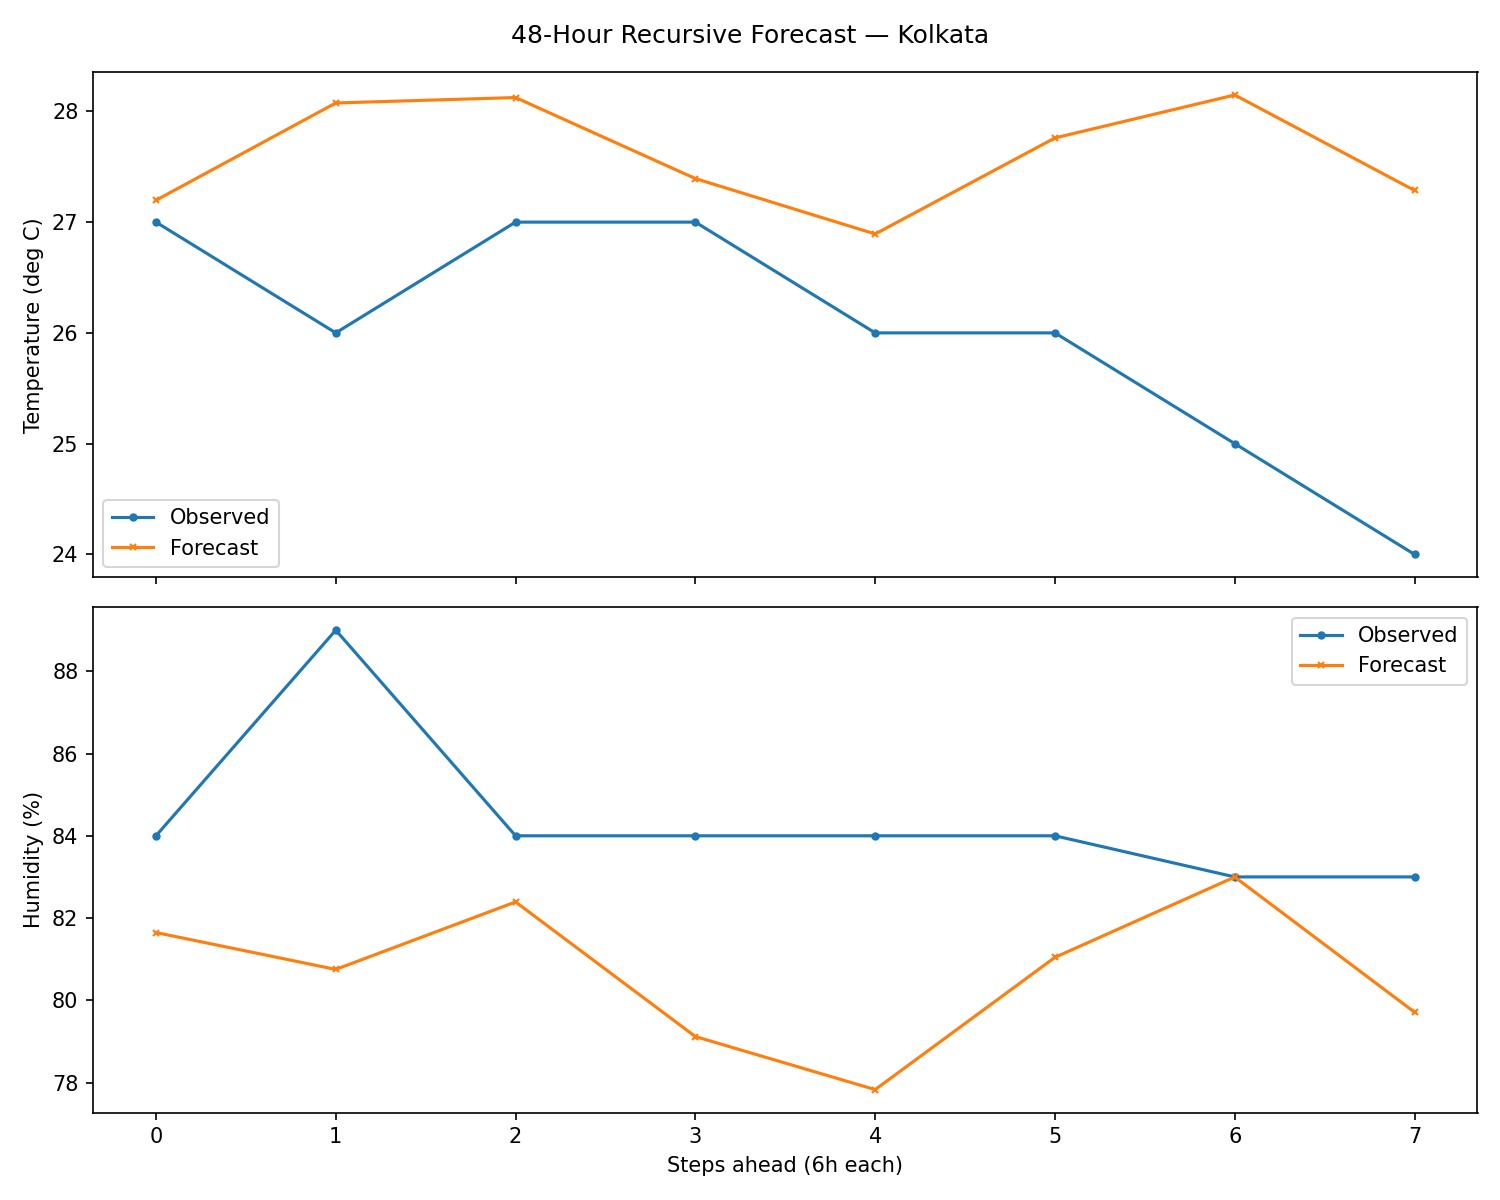 48-Hour Recursive Forecast — Kolkata
Temperature (deg C)
28
27
26
25
24
Observed
Forecast
Humidity (%)
88
86
84
82
80
78
Observed
Forecast
0 1 2 3 4 5 6 7
Steps ahead (6h each)